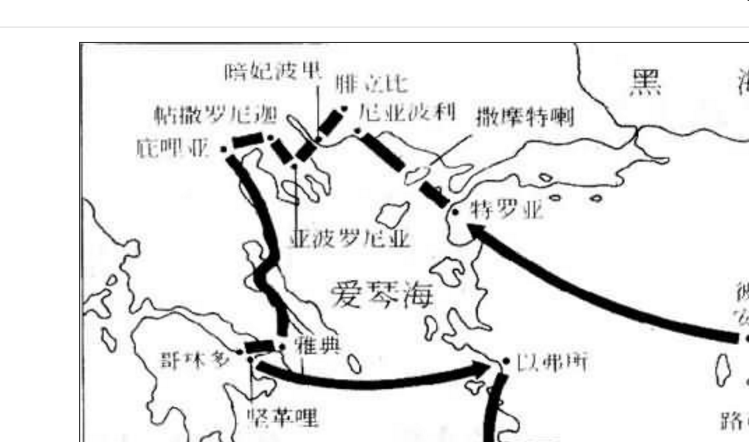 暗妃波里
腓立比
黑
帖撒罗尼迦
尼亚波利
撒摩特喇
庇哩亚
特罗亚
亚波罗尼亚
爱琴海
雅典
哥林多
以弗所
坚革哩
路